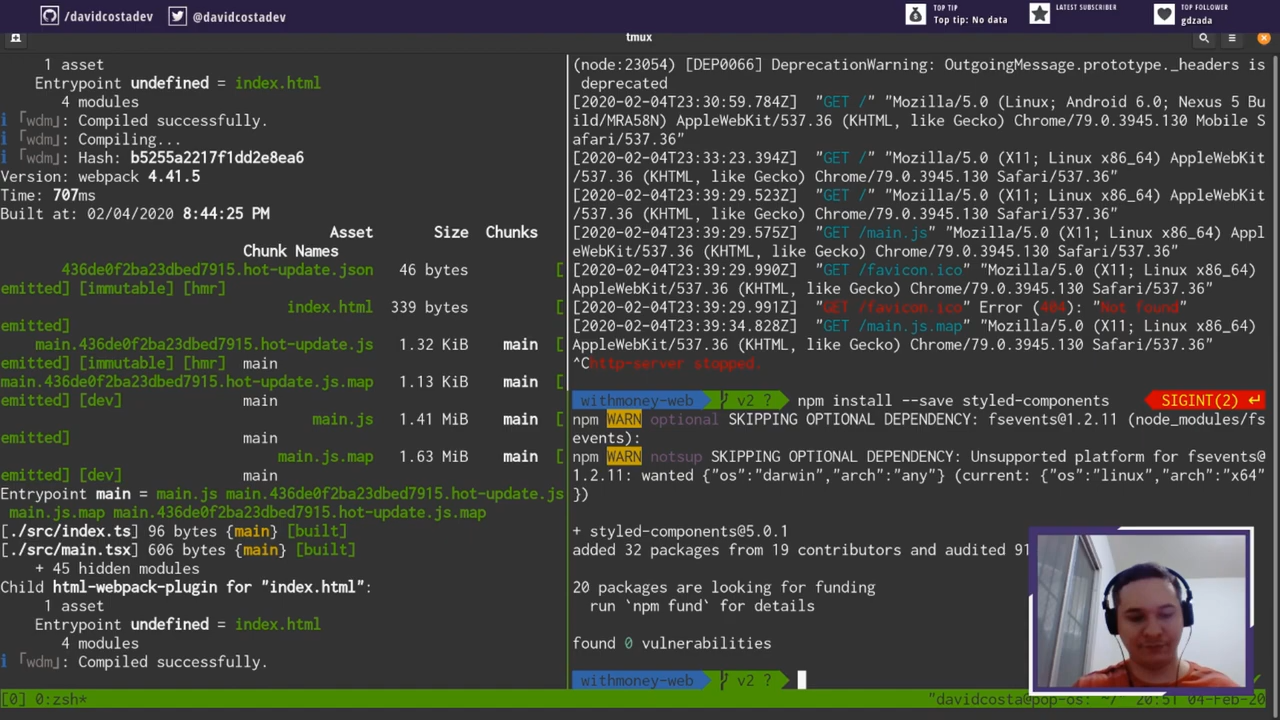 /davidcostadev @davidcostadev
TOP TIP
Top tip: No data
LATEST SUBSCRIBER
TOP FOLLOWER
gdzada
tmux
1 asset
Entrypoint undefined = index.html
4 modules
ℹ ｢wdm｣: Compiled successfully.
ℹ ｢wdm｣: Compiling...
ℹ ｢wdm｣: Hash: b5255a2217f1dd2e8ea6
Version: webpack 4.41.5
Time: 707ms
Built at: 02/04/2020 8:44:25 PM
Asset Size Chunks
Chunk Names
436de0f2ba23dbed7915.hot-update.json 46 bytes [
emitted] [immutable] [hmr]
index.html 339 bytes [
emitted]
main.436de0f2ba23dbed7915.hot-update.js 1.32 KiB main [
emitted] [immutable] [hmr] main
main.436de0f2ba23dbed7915.hot-update.js.map 1.13 KiB main [
emitted] [dev] main
main.js 1.41 MiB main [
emitted] main
main.js.map 1.63 MiB main [
emitted] [dev] main
Entrypoint main = main.js main.436de0f2ba23dbed7915.hot-update.js
main.js.map main.436de0f2ba23dbed7915.hot-update.js.map
[./src/index.ts] 96 bytes {main} [built]
[./src/main.tsx] 606 bytes {main} [built]
+ 45 hidden modules
Child html-webpack-plugin for "index.html":
1 asset
Entrypoint undefined = index.html
4 modules
ℹ ｢wdm｣: Compiled successfully.
(node:23054) [DEP0066] DeprecationWarning: OutgoingMessage.prototype._headers is
deprecated
[2020-02-04T23:30:59.784Z] "GET /" "Mozilla/5.0 (Linux; Android 6.0; Nexus 5 Bu
ild/MRA58N) AppleWebKit/537.36 (KHTML, like Gecko) Chrome/79.0.3945.130 Mobile S
afari/537.36"
[2020-02-04T23:33:23.394Z] "GET /" "Mozilla/5.0 (X11; Linux x86_64) AppleWebKit
/537.36 (KHTML, like Gecko) Chrome/79.0.3945.130 Safari/537.36"
[2020-02-04T23:39:29.523Z] "GET /" "Mozilla/5.0 (X11; Linux x86_64) AppleWebKit
/537.36 (KHTML, like Gecko) Chrome/79.0.3945.130 Safari/537.36"
[2020-02-04T23:39:29.575Z] "GET /main.js" "Mozilla/5.0 (X11; Linux x86_64) Appl
eWebKit/537.36 (KHTML, like Gecko) Chrome/79.0.3945.130 Safari/537.36"
[2020-02-04T23:39:29.990Z] "GET /favicon.ico" "Mozilla/5.0 (X11; Linux x86_64)
AppleWebKit/537.36 (KHTML, like Gecko) Chrome/79.0.3945.130 Safari/537.36"
[2020-02-04T23:39:29.991Z] "GET /favicon.ico" Error (404): "Not found"
[2020-02-04T23:39:34.828Z] "GET /main.js.map" "Mozilla/5.0 (X11; Linux x86_64)
AppleWebKit/537.36 (KHTML, like Gecko) Chrome/79.0.3945.130 Safari/537.36"
^Chttp-server stopped.
withmoney-web v2 ? npm install --save styled-components SIGINT(2) ↵
npm WARN optional SKIPPING OPTIONAL DEPENDENCY: fsevents@1.2.11 (node_modules/fs
events):
npm WARN notsup SKIPPING OPTIONAL DEPENDENCY: Unsupported platform for fsevents@
1.2.11: wanted {"os":"darwin","arch":"any"} (current: {"os":"linux","arch":"x64"
})
+ styled-components@5.0.1
added 32 packages from 19 contributors and audited 91
20 packages are looking for funding
run `npm fund` for details
found 0 vulnerabilities
withmoney-web v2 ?
[0] 0:zsh* "davidcosta@pop-os: ~/" 20:51 04-Feb-20